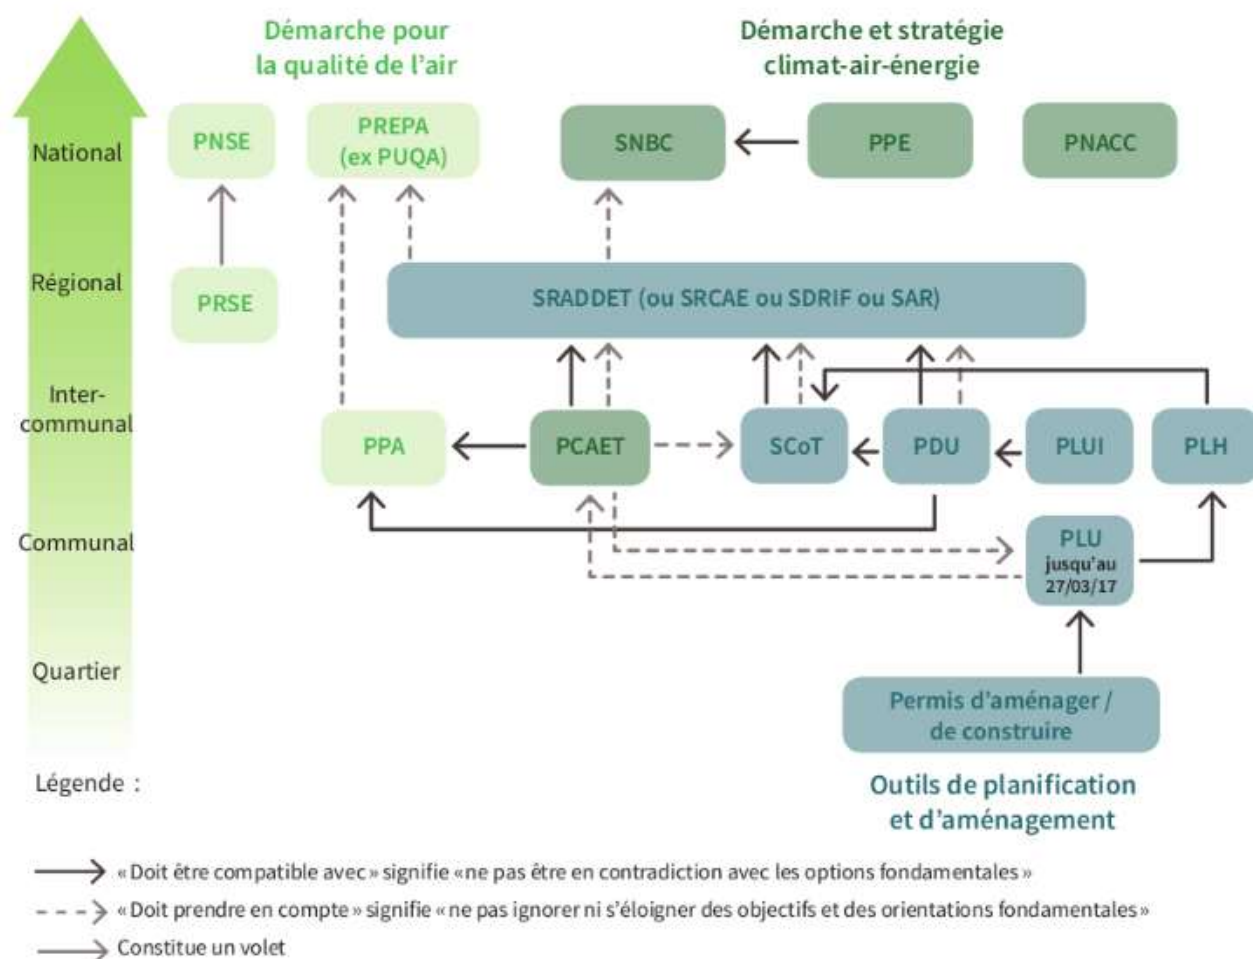 Démarche pour
la qualité de l'air
Démarche et stratégie
climat-air-énergie
National
PNSE
PREPA
(ex PUQA)
SNBC
PPE
PNACC
Régional
PRSE
SRADDET (ou SRCAE ou SDRIF ou SAR)
Inter-
communal
PPA
PCAET
SCoT
PDU
PLUI
PLH
Communal
PLU
jusqu'au
27/03/17
Quartier
Permis d'aménager /
de construire
Légende :
Outils de planification
et d'aménagement
«Doit être compatible avec» signifie «ne pas être en contradiction avec les options fondamentales»
«Doit prendre en compte» signifie «ne pas ignorer ni s'éloigner des objectifs et des orientations fondamentales»
Constitue un volet